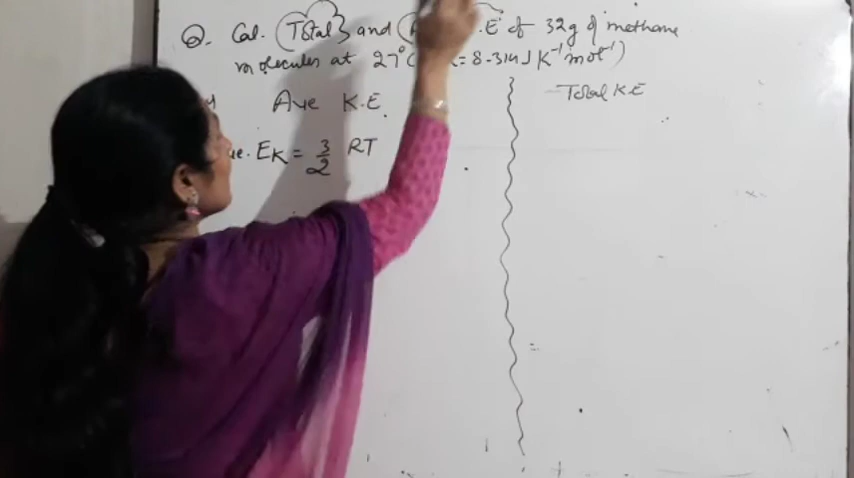 Q. Cal. (Total) and K.E of 32g of methane
molecules at 27°C = 8.314 J K⁻¹ mol⁻¹)
Ave K.E.
Total K.E
Ek = 3/2 RT